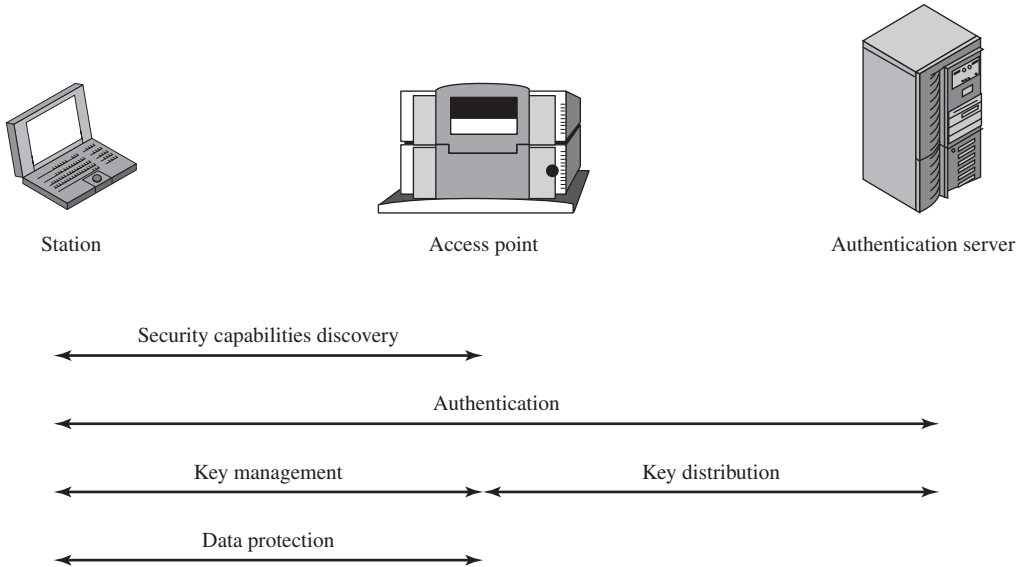 Station
Access point
Authentication server
Security capabilities discovery
Authentication
Key management
Key distribution
Data protection